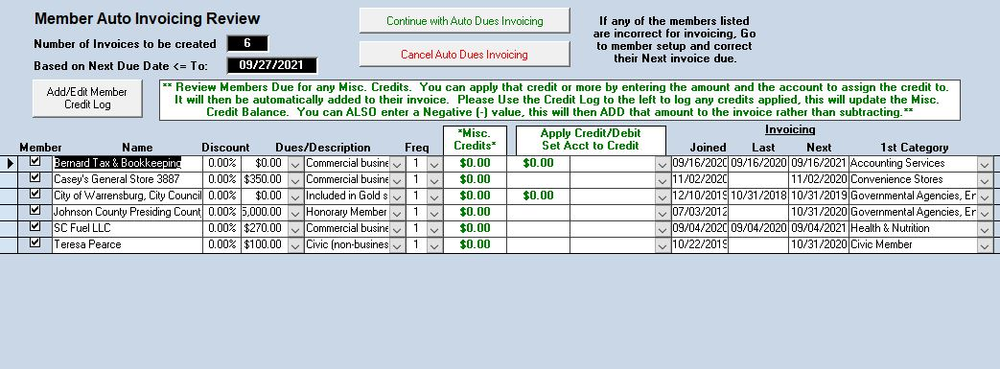 Member Auto Invoicing Review
Continue with Auto Dues Invoicing
If any of the members listed
are incorrect for invoicing, Go
to member setup and correct
their Next invoice due.
Number of Invoices to be created 6
Based on Next Due Date <= To: 09/27/2021
Cancel Auto Dues Invoicing
Add/Edit Member
Credit Log
** Review Members Due for any Misc. Credits. You can apply that credit or more by entering the amount and the account to assign the credit to.
It will then be automatically added to their invoice. Please Use the Credit Log to the left to log any credits applied, this will update the Misc.
Credit Balance. You can ALSO enter a Negative (-) value, this will then ADD that amount to the invoice rather than subtracting.**
*Misc. Credits*
Apply Credit/Debit
Set Acct to Credit
Invoicing
Member Name Discount Dues/Description Freq Joined Last Next 1st Category
Bernard Tax & Bookkeeping 0.00% $0.00 Commercial busine 1 $0.00 $0.00 09/16/2020 09/16/2020 09/16/2021 Accounting Services
Casey's General Store 3887 0.00% $350.00 Commercial busine 1 $0.00 11/02/2020 11/02/2020 Convenience Stores
City of Warrensburg, City Council 0.00% $0.00 Included in Gold s 1 $0.00 $0.00 12/10/2019 10/31/2018 10/31/2019 Governmental Agencies, Er
Johnson County Presiding Count 0.00% 5,000.00 Honorary Member 1 $0.00 07/03/2012 10/31/2020 Governmental Agencies, Er
SC Fuel LLC 0.00% $270.00 Commercial busine 1 $0.00 09/04/2020 09/04/2020 09/04/2021 Health & Nutrition
Teresa Pearce 0.00% $100.00 Civic (non-busines 1 $0.00 10/22/2019 10/31/2020 Civic Member